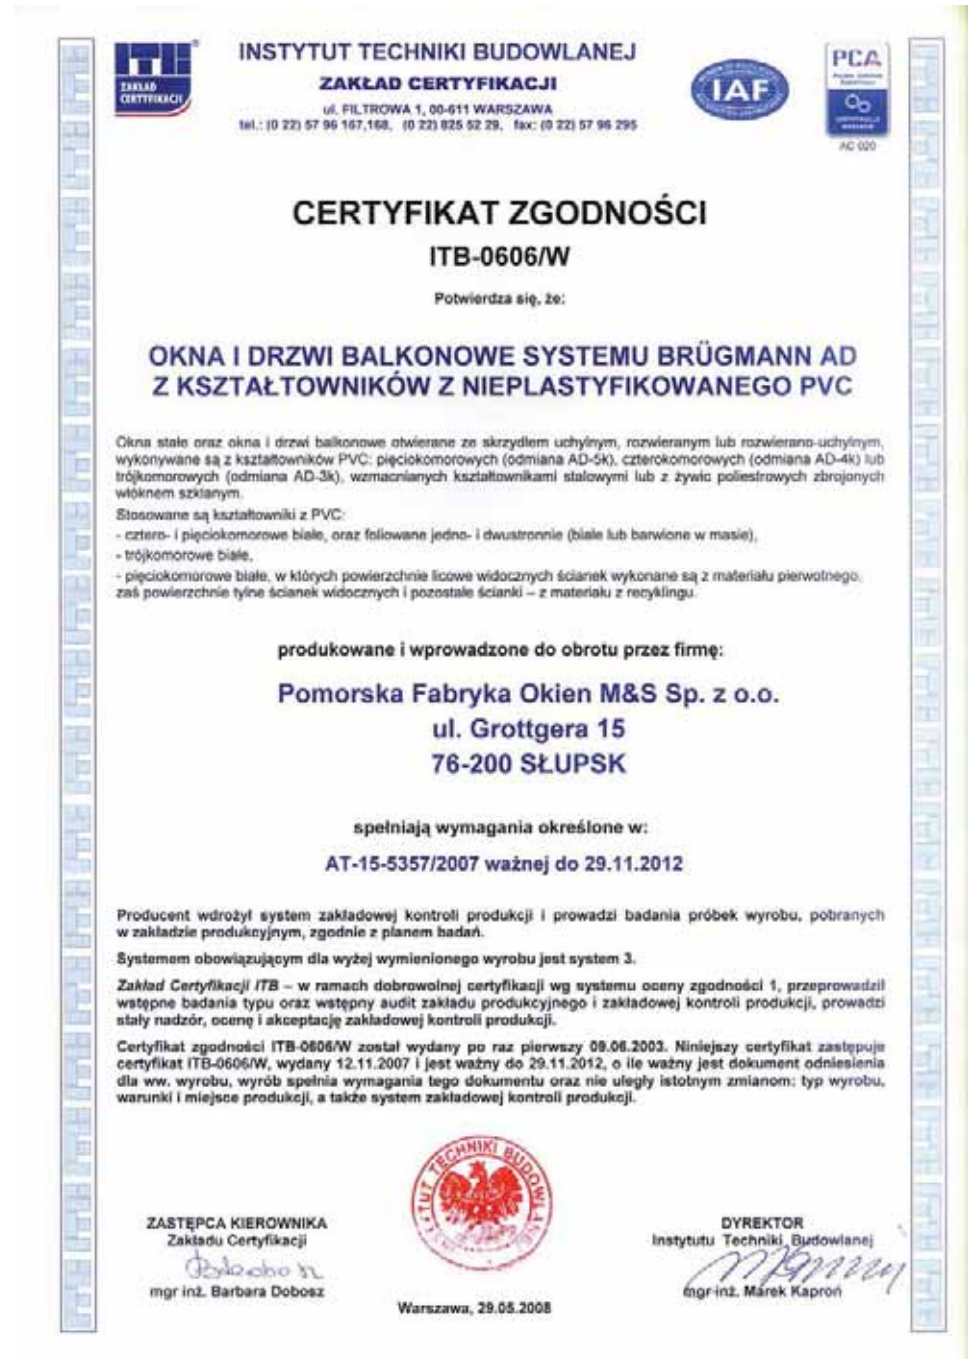 ITB
ZAKŁAD
CERTYFIKACJI
®
INSTYTUT TECHNIKI BUDOWLANEJ
ZAKŁAD CERTYFIKACJI
ul. FILTROWA 1, 00-611 WARSZAWA
tel.: (0 22) 57 96 167,168, (0 22) 825 52 29, fax: (0 22) 57 96 295
IAF
PCA
AC 020
CERTYFIKAT ZGODNOŚCI
ITB-0606/W
Potwierdza się, że:
OKNA I DRZWI BALKONOWE SYSTEMU BRÜGMANN AD
Z KSZTAŁTOWNIKÓW Z NIEPLASTYFIKOWANEGO PVC
Okna stałe oraz okna i drzwi balkonowe otwierane ze skrzydłem uchylnym, rozwieranym lub rozwierano-uchylnym,
wykonywane są z kształtowników PVC: pięciokomorowych (odmiana AD-5k), czterokomorowych (odmiana AD-4k) lub
trójkomorowych (odmiana AD-3k), wzmacnianych kształtownikami stalowymi lub z żywic poliestrowych zbrojonych
włóknem szklanym.
Stosowane są kształtowniki z PVC:
- cztero- i pięciokomorowe białe, oraz foliowane jedno- i dwustronnie (białe lub barwione w masie),
- trójkomorowe białe,
- pięciokomorowe białe, w których powierzchnie licowe widocznych ścianek wykonane są z materiału pierwotnego,
zaś powierzchnie tylne ścianek widocznych i pozostałe ścianki – z materiału z recyklingu.
produkowane i wprowadzone do obrotu przez firmę:
Pomorska Fabryka Okien M&S Sp. z o.o.
ul. Grottgera 15
76-200 SŁUPSK
spełniają wymagania określone w:
AT-15-5357/2007 ważnej do 29.11.2012
Producent wdrożył system zakładowej kontroli produkcji i prowadzi badania próbek wyrobu, pobranych
w zakładzie produkcyjnym, zgodnie z planem badań.
Systemem obowiązującym dla wyżej wymienionego wyrobu jest system 3.
Zakład Certyfikacji ITB – w ramach dobrowolnej certyfikacji wg systemu oceny zgodności 1, przeprowadził
wstępne badania typu oraz wstępny audit zakładu produkcyjnego i zakładowej kontroli produkcji, prowadzi
stały nadzór, ocenę i akceptację zakładowej kontroli produkcji.
Certyfikat zgodności ITB-0606/W został wydany po raz pierwszy 09.06.2003. Niniejszy certyfikat zastępuje
certyfikat ITB-0606/W, wydany 12.11.2007 i jest ważny do 29.11.2012, o ile ważny jest dokument odniesienia
dla ww. wyrobu, wyrób spełnia wymagania tego dokumentu oraz nie uległy istotnym zmianom: typ wyrobu,
warunki i miejsce produkcji, a także system zakładowej kontroli produkcji.
TECHNIKI
ZASTĘPCA KIEROWNIKA
Zakładu Certyfikacji
mgr inż. Barbara Dobosz
DYREKTOR
Instytutu Techniki Budowlanej
mgr inż. Marek Kaproń
Warszawa, 29.05.2008